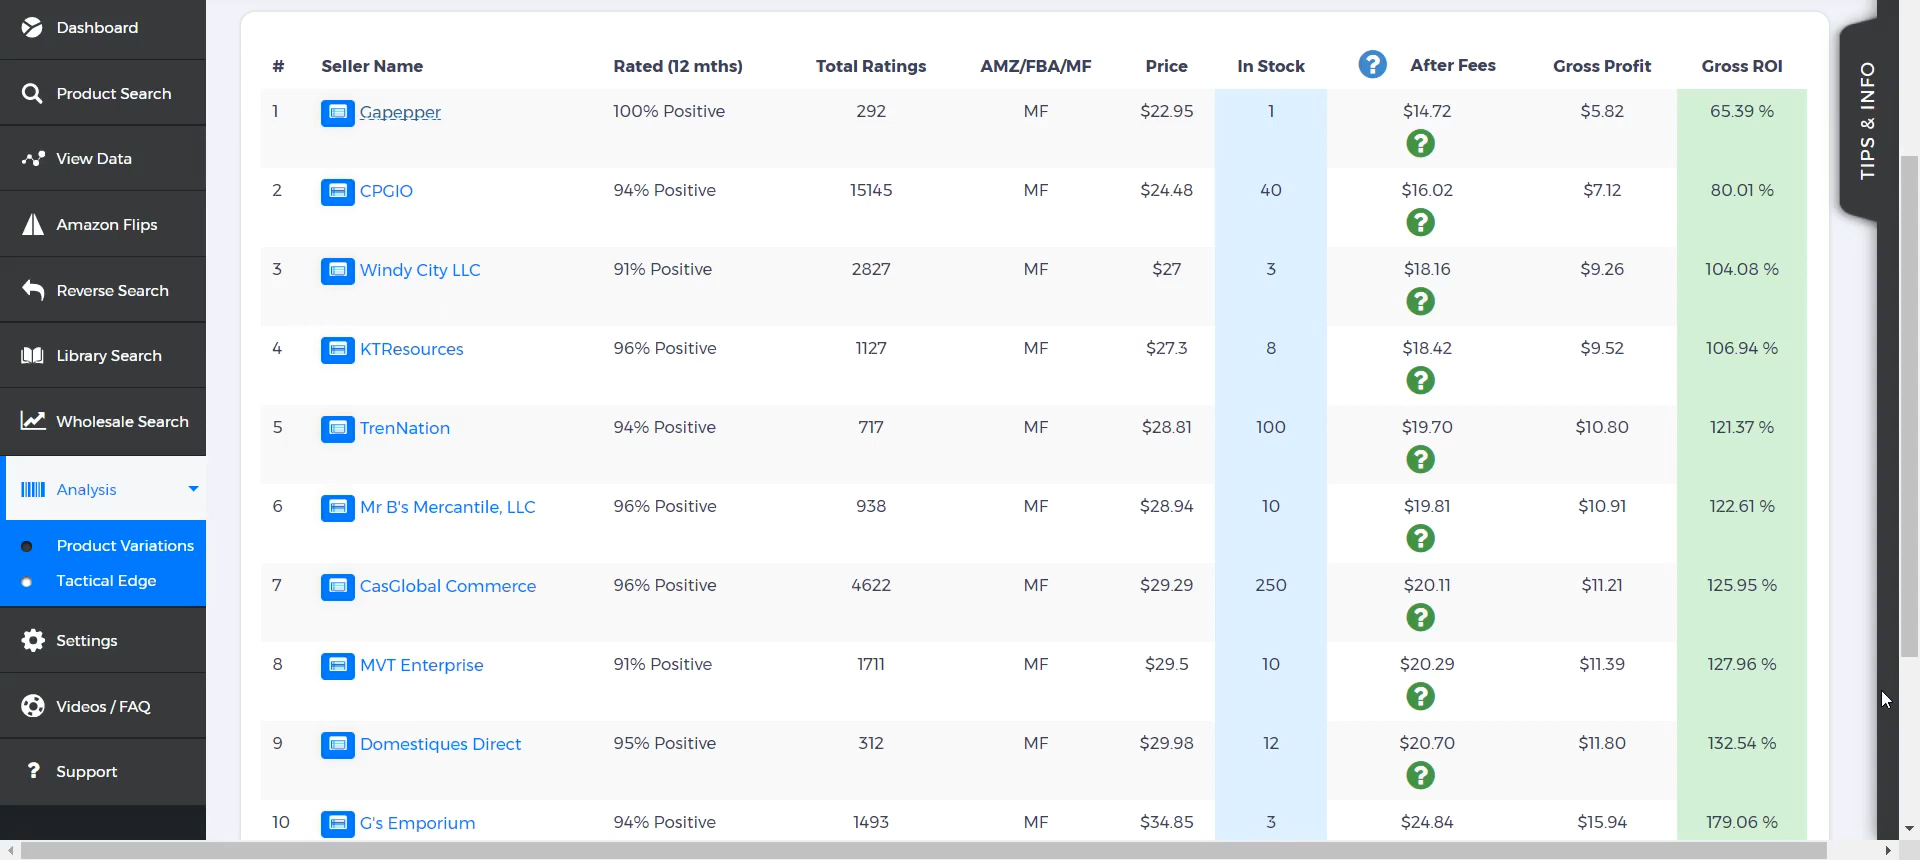 Dashboard
Product Search
View Data
Amazon Flips
Reverse Search
Library Search
Wholesale Search
Analysis
Product Variations
Tactical Edge
Settings
Videos / FAQ
? Support
# Seller Name Rated (12 mths) Total Ratings AMZ/FBA/MF Price In Stock ? After Fees Gross Profit Gross ROI
1 Gapepper 100% Positive 292 MF $22.95 1 $14.72 $5.82 65.39 %
?
2 CPGIO 94% Positive 15145 MF $24.48 40 $16.02 $7.12 80.01 %
?
3 Windy City LLC 91% Positive 2827 MF $27 3 $18.16 $9.26 104.08 %
?
4 KTResources 96% Positive 1127 MF $27.3 8 $18.42 $9.52 106.94 %
?
5 TrenNation 94% Positive 717 MF $28.81 100 $19.70 $10.80 121.37 %
?
6 Mr B's Mercantile, LLC 96% Positive 938 MF $28.94 10 $19.81 $10.91 122.61 %
?
7 CasGlobal Commerce 96% Positive 4622 MF $29.29 250 $20.11 $11.21 125.95 %
?
8 MVT Enterprise 91% Positive 1711 MF $29.5 10 $20.29 $11.39 127.96 %
?
9 Domestiques Direct 95% Positive 312 MF $29.98 12 $20.70 $11.80 132.54 %
?
10 G's Emporium 94% Positive 1493 MF $34.85 3 $24.84 $15.94 179.06 %
TIPS & INFO